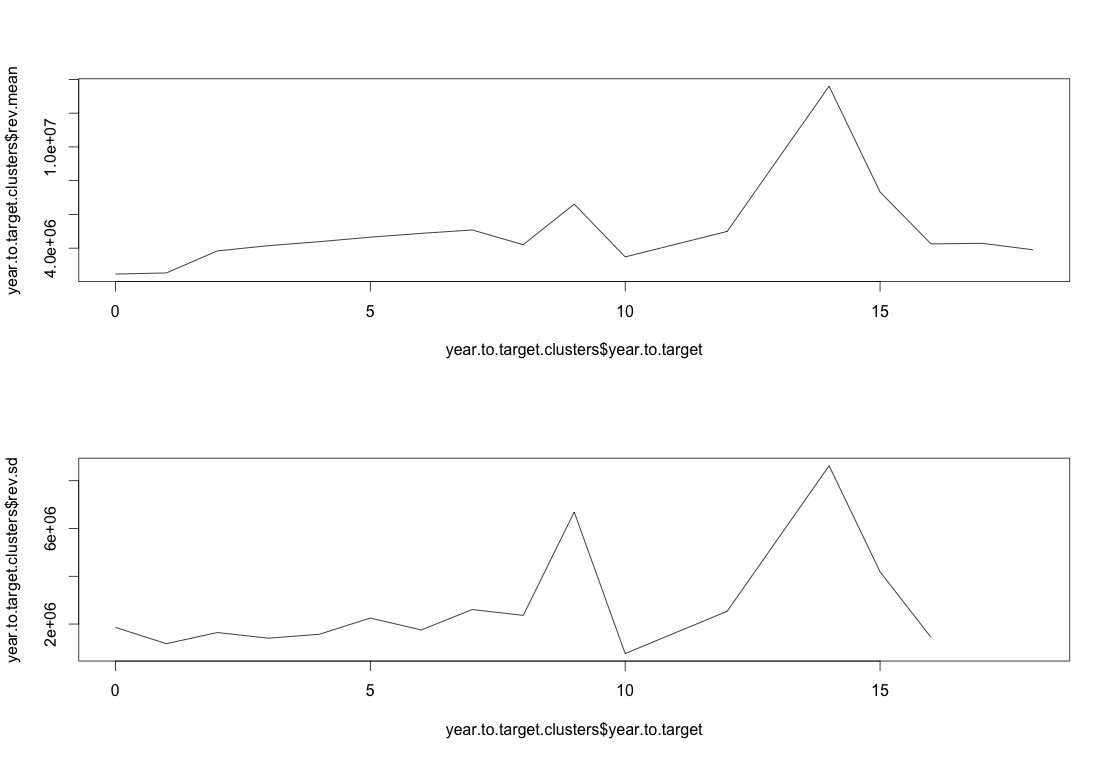 year.to.target.clusters$rev.mean
1.0e+07
4.0e+06
0 5 10 15
year.to.target.clusters$year.to.target
year.to.target.clusters$rev.sd
6e+06
2e+06
0 5 10 15
year.to.target.clusters$year.to.target